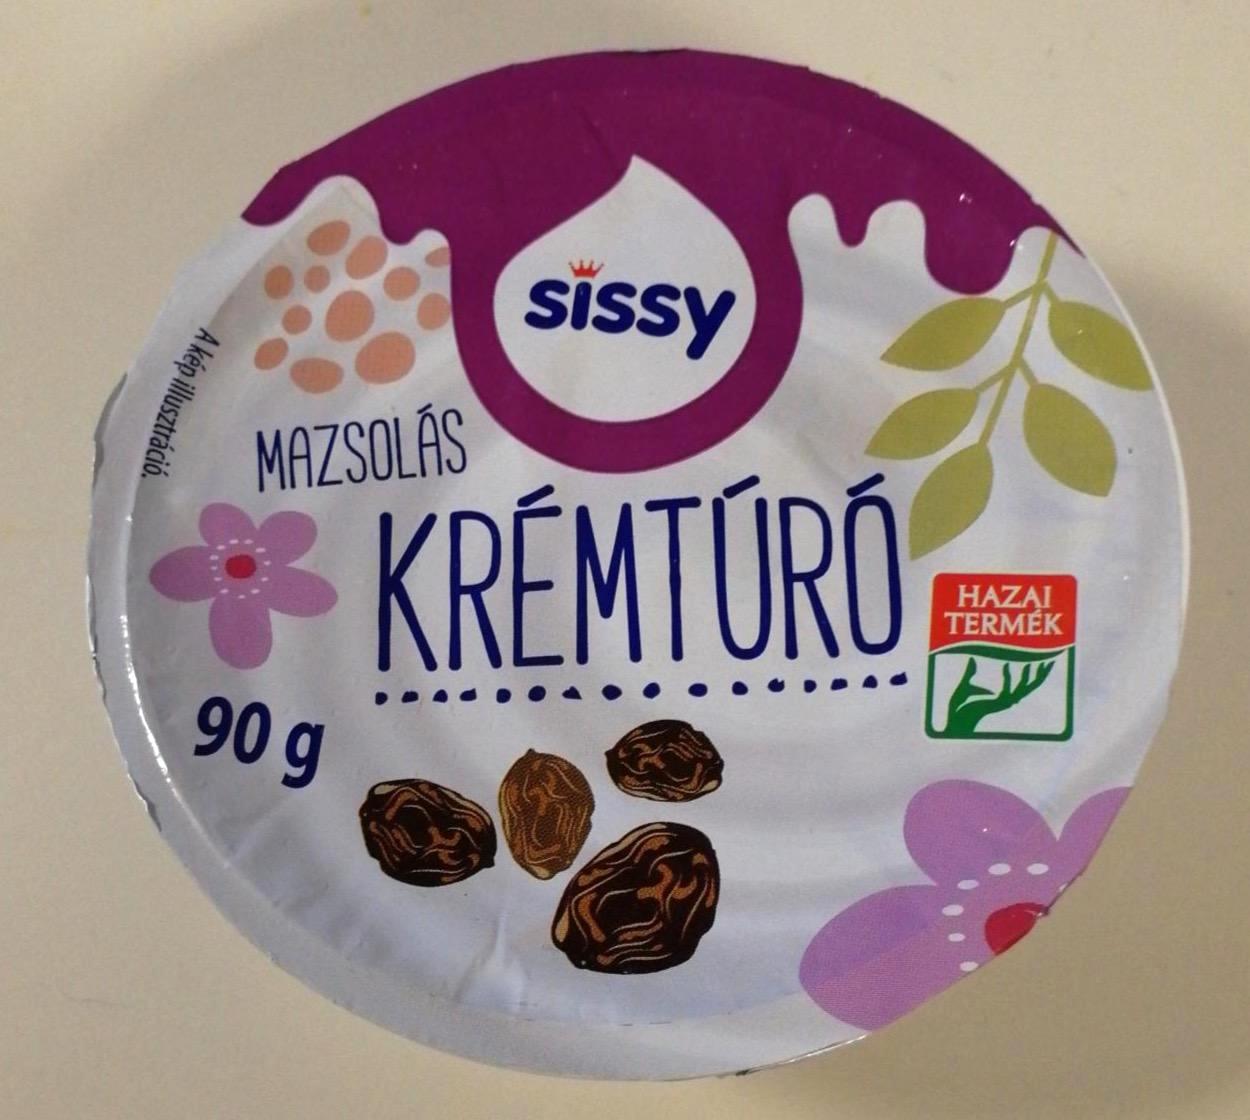 sissy
A kép illusztráció.
MAZSOLÁS
KRÉMTÚRÓ
HAZAI
TERMÉK
90 g